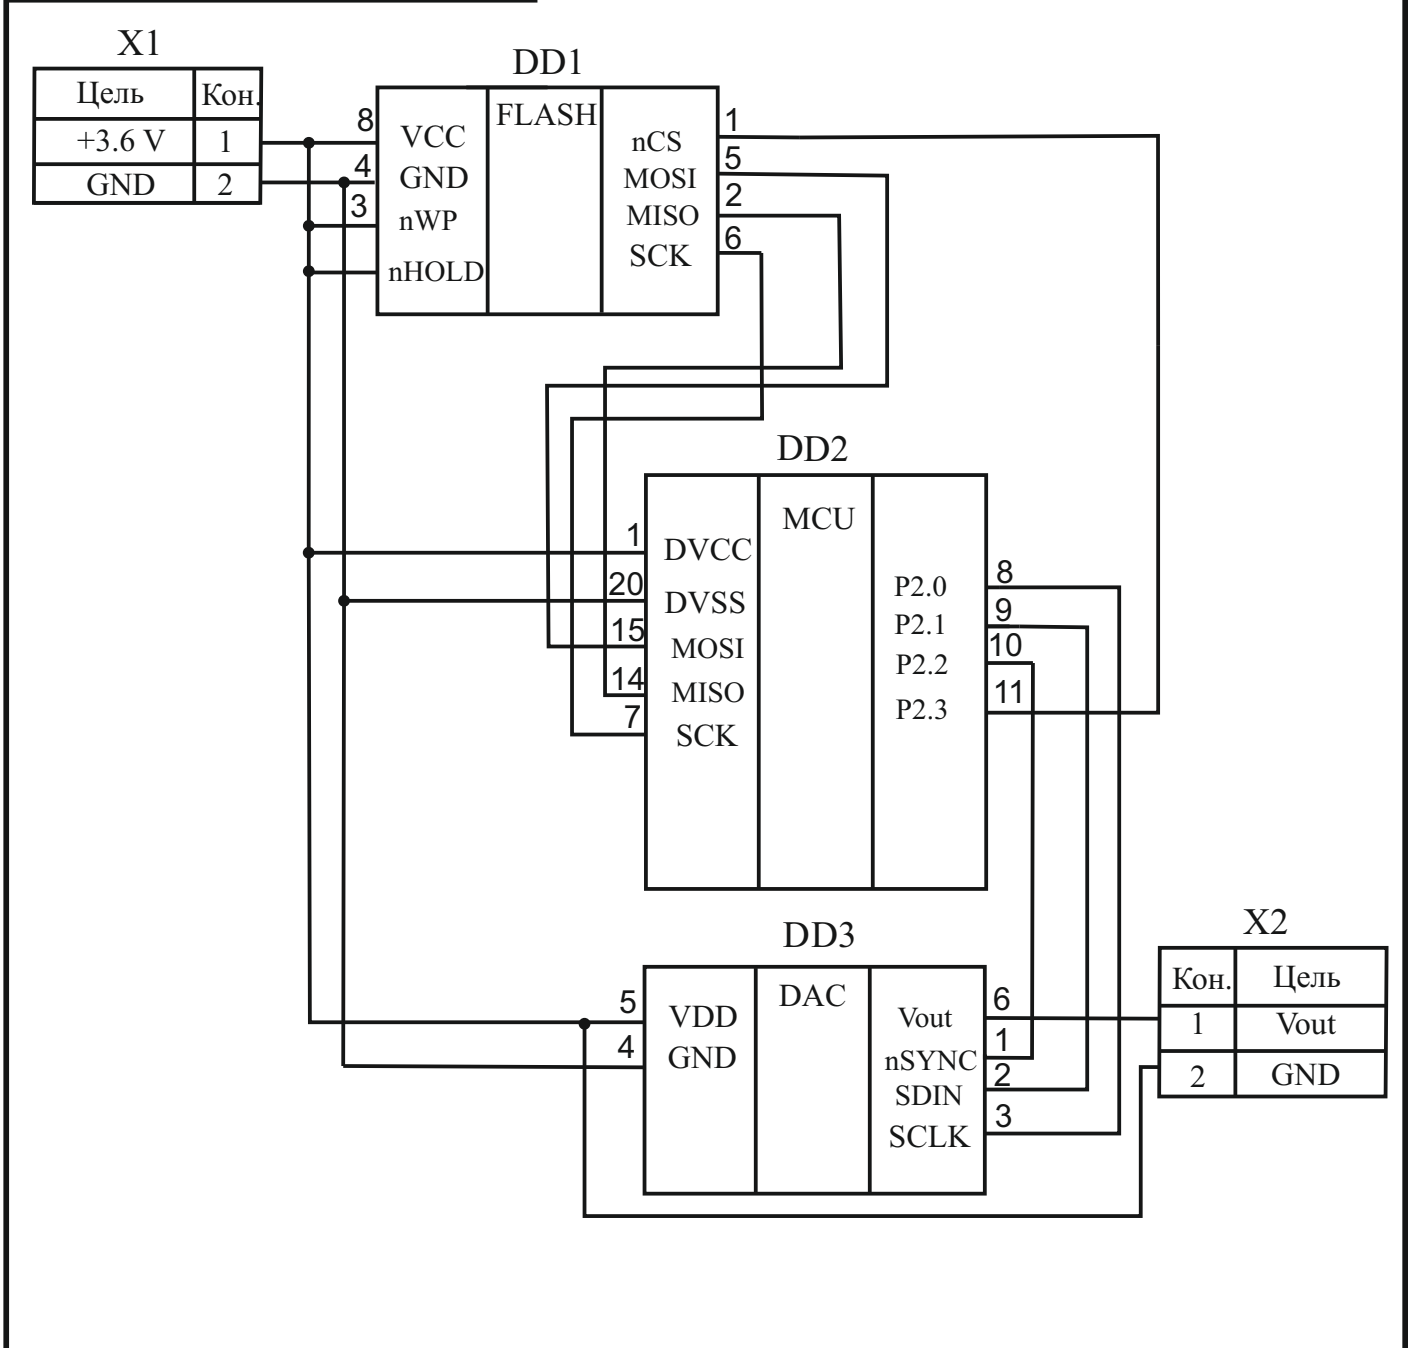 X1
Цель Кон.
+3.6 V 1
GND 2
DD1
FLASH
8 VCC
4 GND
3 nWP
nHOLD
nCS 1
MOSI 5
MISO 2
SCK 6
DD2
MCU
1 DVCC
20 DVSS
15 MOSI
14 MISO
7 SCK
P2.0 8
P2.1 9
P2.2 10
P2.3 11
DD3
DAC
5 VDD
4 GND
Vout 6
nSYNC 1
SDIN 2
SCLK 3
X2
Кон. Цель
1 Vout
2 GND